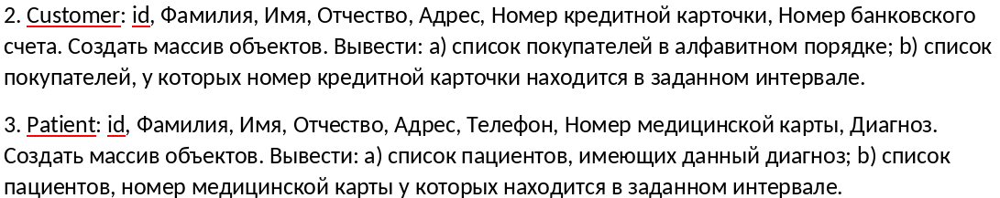 2. Customer: id, Фамилия, Имя, Отчество, Адрес, Номер кредитной карточки, Номер банковского
счета. Создать массив объектов. Вывести: a) список покупателей в алфавитном порядке; b) список
покупателей, у которых номер кредитной карточки находится в заданном интервале.
3. Patient: id, Фамилия, Имя, Отчество, Адрес, Телефон, Номер медицинской карты, Диагноз.
Создать массив объектов. Вывести: a) список пациентов, имеющих данный диагноз; b) список
пациентов, номер медицинской карты у которых находится в заданном интервале.